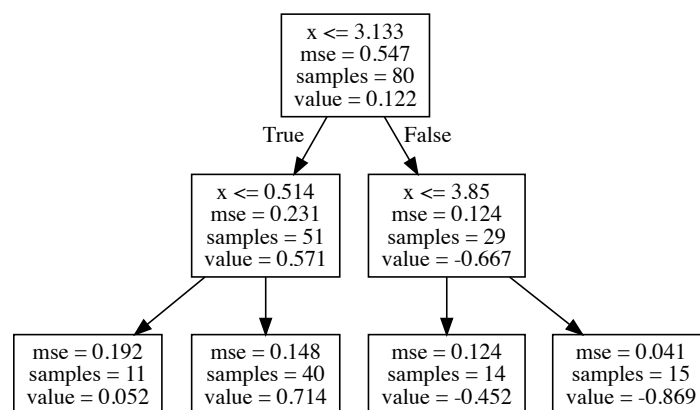 x <= 3.133
mse = 0.547
samples = 80
value = 0.122
True
False
x <= 0.514
mse = 0.231
samples = 51
value = 0.571
x <= 3.85
mse = 0.124
samples = 29
value = -0.667
mse = 0.192
samples = 11
value = 0.052
mse = 0.148
samples = 40
value = 0.714
mse = 0.124
samples = 14
value = -0.452
mse = 0.041
samples = 15
value = -0.869